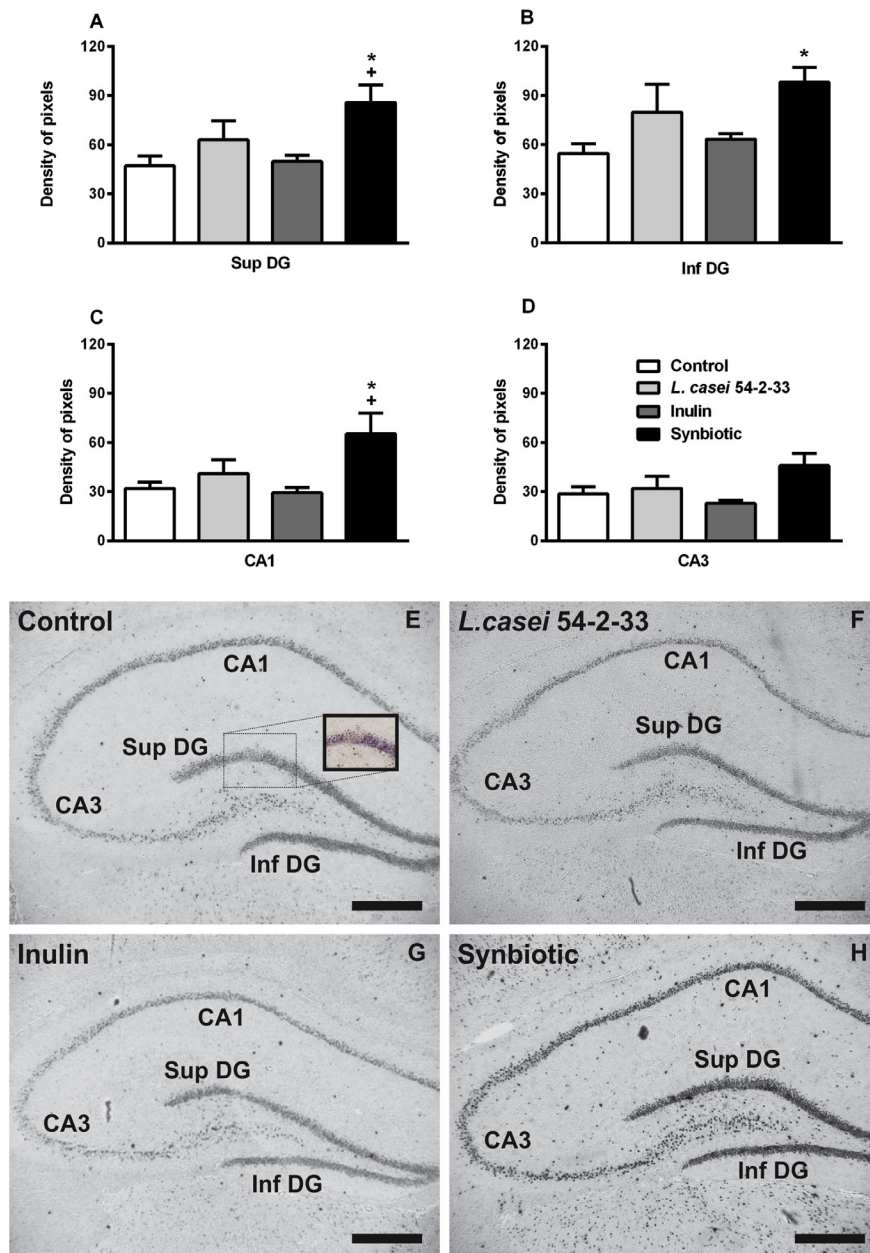 A
Density of pixels
120
90
60
30
0
*
+
Sup DG
B
Density of pixels
120
90
60
30
0
*
Inf DG
C
Density of pixels
120
90
60
30
0
*
+
CA1
D
Density of pixels
120
90
60
30
0
Control
L. casei 54-2-33
Inulin
Synbiotic
CA3
Control
E
CA1
Sup DG
CA3
Inf DG
L.casei 54-2-33
F
CA1
Sup DG
CA3
Inf DG
Inulin
G
CA1
Sup DG
CA3
Inf DG
Synbiotic
H
CA1
Sup DG
CA3
Inf DG